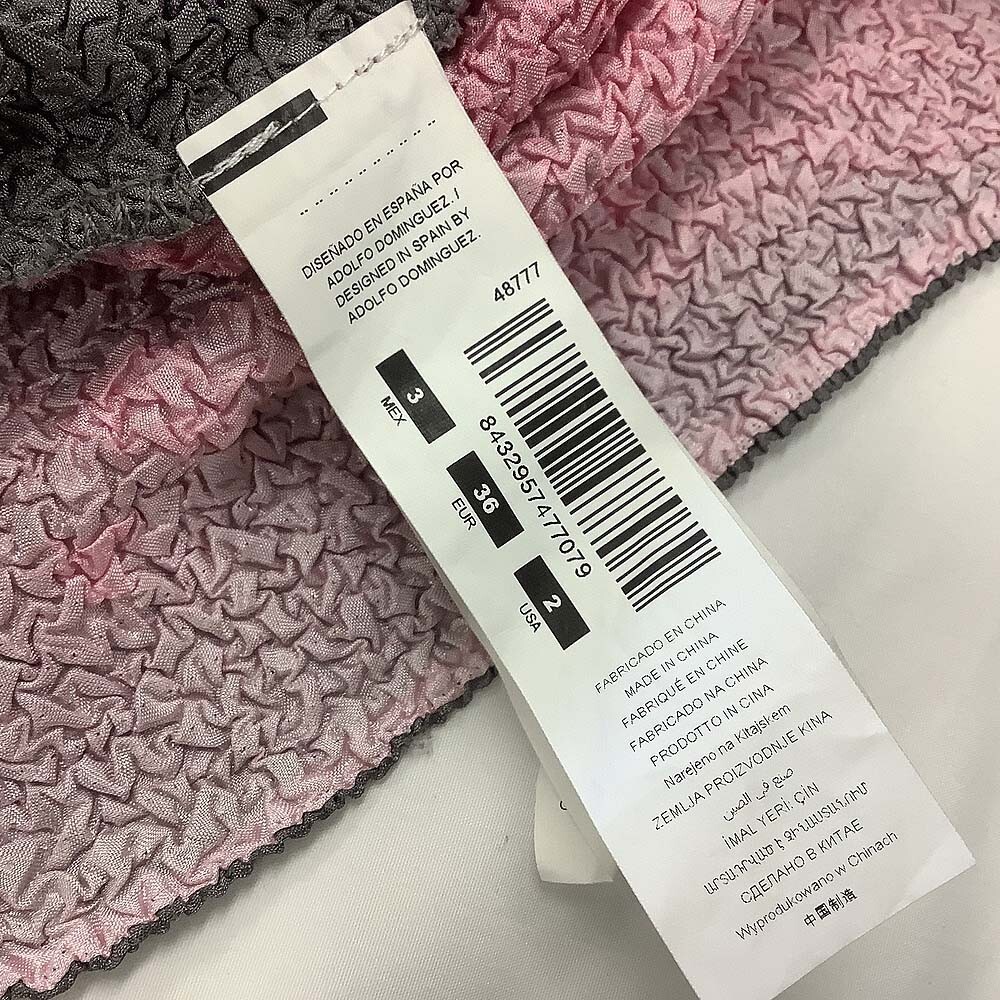 DISEÑADO EN ESPAÑA POR
ADOLFO DOMINGUEZ. /
DESIGNED IN SPAIN BY
ADOLFO DOMINGUEZ.
48777
8432957477079
3
MEX
36
EUR
2
USA
FABRICADO EN CHINA
MADE IN CHINA
FABRIQUÉ EN CHINE
FABRICADO NA CHINA
PRODOTTO IN CINA
Narejeno na Kitajskem
ZEMLJA PROIZVODNJE KINA
صنع في الصين
İMAL YERİ: ÇİN
ԱՐՏԱԴՐՎԱԾ Է ՉԻՆԱՍՏԱՆՈՒՄ
СДЕЛАНО В КИТАЕ
Wyprodukowano w Chinach
中国制造